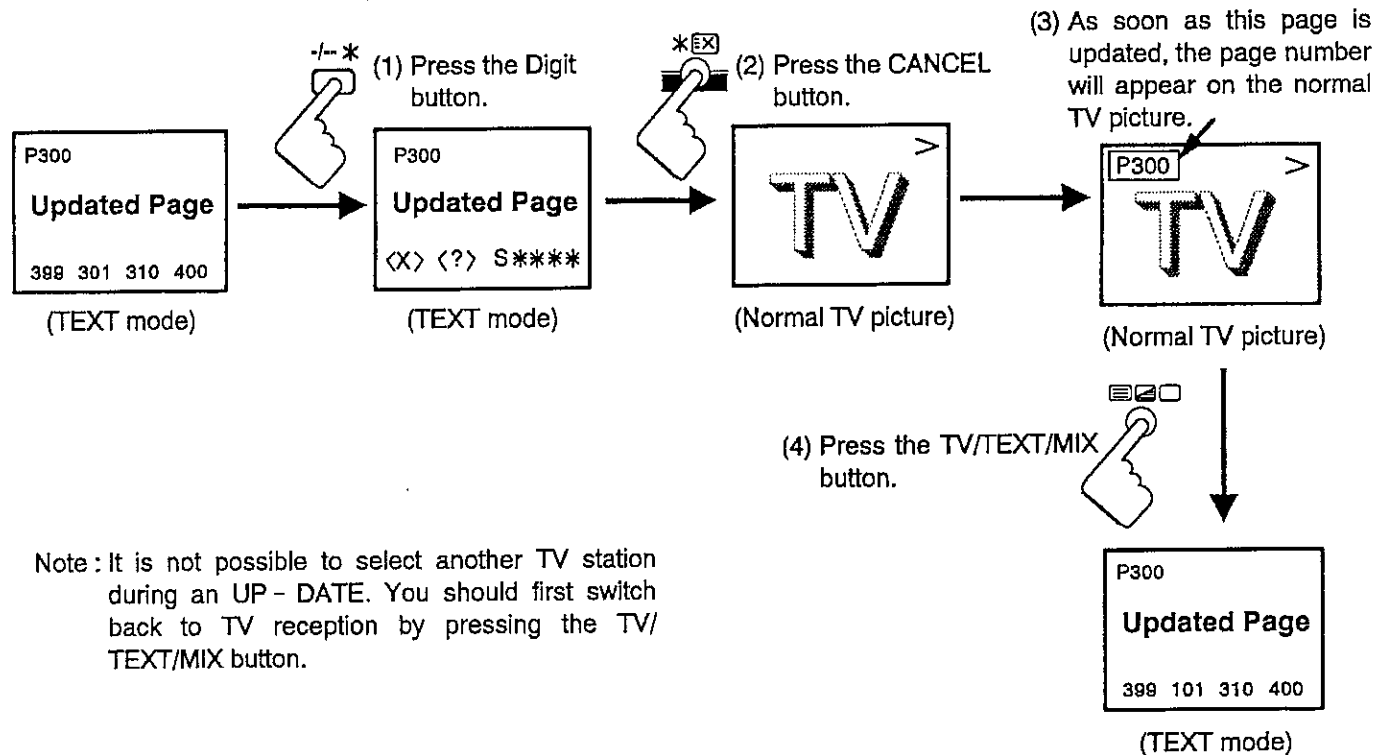 -/--*
(1) Press the Digit
button.
*
(2) Press the CANCEL
button.
(3) As soon as this page is
updated, the page number
will appear on the normal
TV picture.
P300
Updated Page
399 301 310 400
(TEXT mode)
P300
Updated Page
<X> <?> S****
(TEXT mode)
>
TV
(Normal TV picture)
P300
>
TV
(Normal TV picture)
(4) Press the TV/TEXT/MIX
button.
Note : It is not possible to select another TV station
during an UP - DATE. You should first switch
back to TV reception by pressing the TV/
TEXT/MIX button.
P300
Updated Page
399 101 310 400
(TEXT mode)